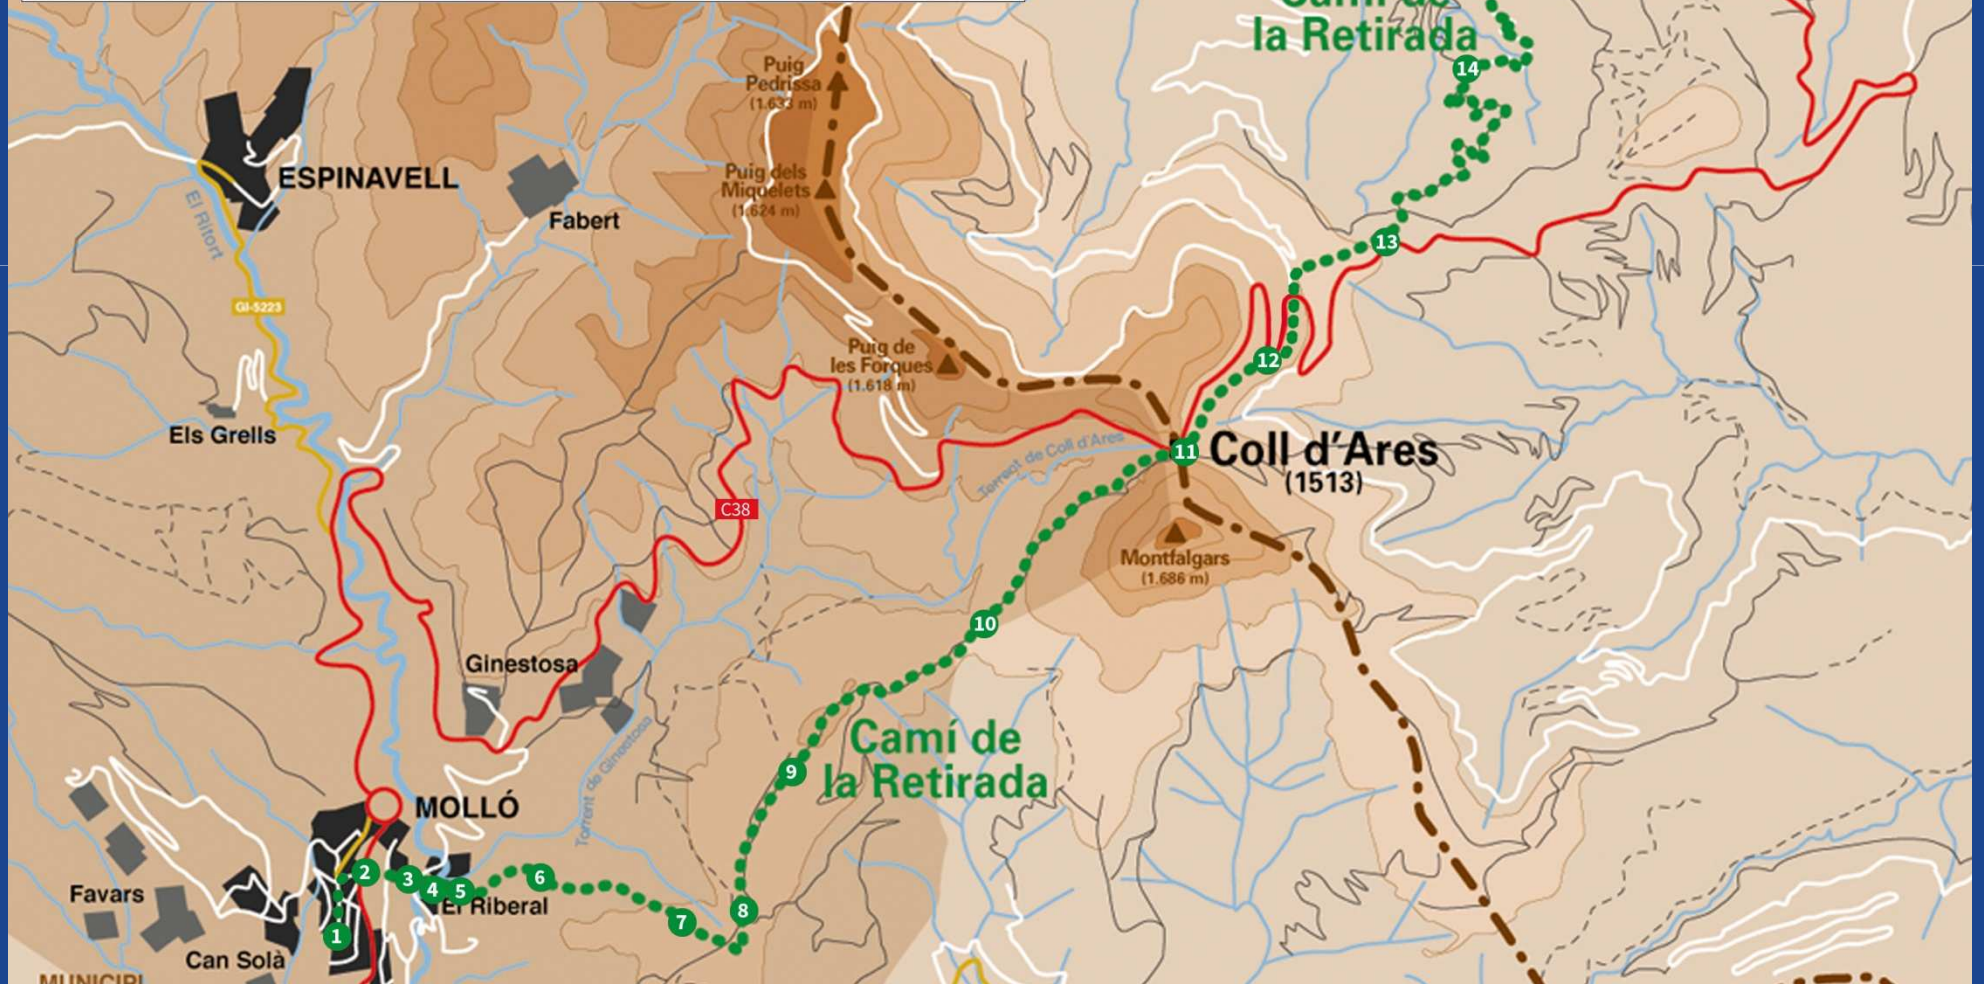 Camí de
la Retirada
14
Puig
Pedrissa
(1.633 m)
ESPINAVELL
Puig dels
Miquelets
(1.624 m)
El Ritort
Fabert
13
GI-5223
Puig de
les Forques
(1.618 m)
12
Els Grells
Torrent de Coll d'Ares
11
Coll d'Ares
(1513)
C38
Montfalgars
(1.686 m)
10
Ginestosa
Camí de
la Retirada
9
Torrent de Ginestosa
MOLLÓ
2
3
4
5
6
Favars
El Riberal
7
8
1
Can Solà
MUNICIPI